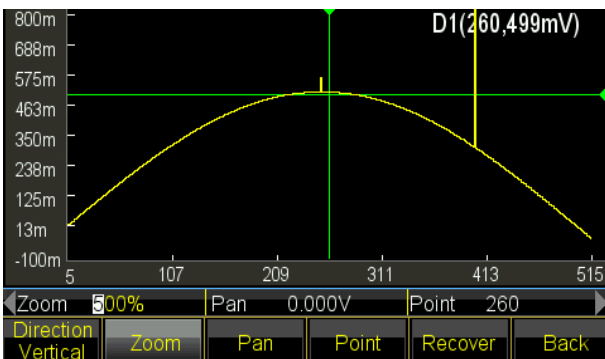 800m
D1(260,499mV)
688m
575m
463m
350m
238m
125m
13m
-100m
5 107 209 311 413 515
Zoom 500% Pan 0.000V Point 260
Direction Vertical Zoom Pan Point Recover Back